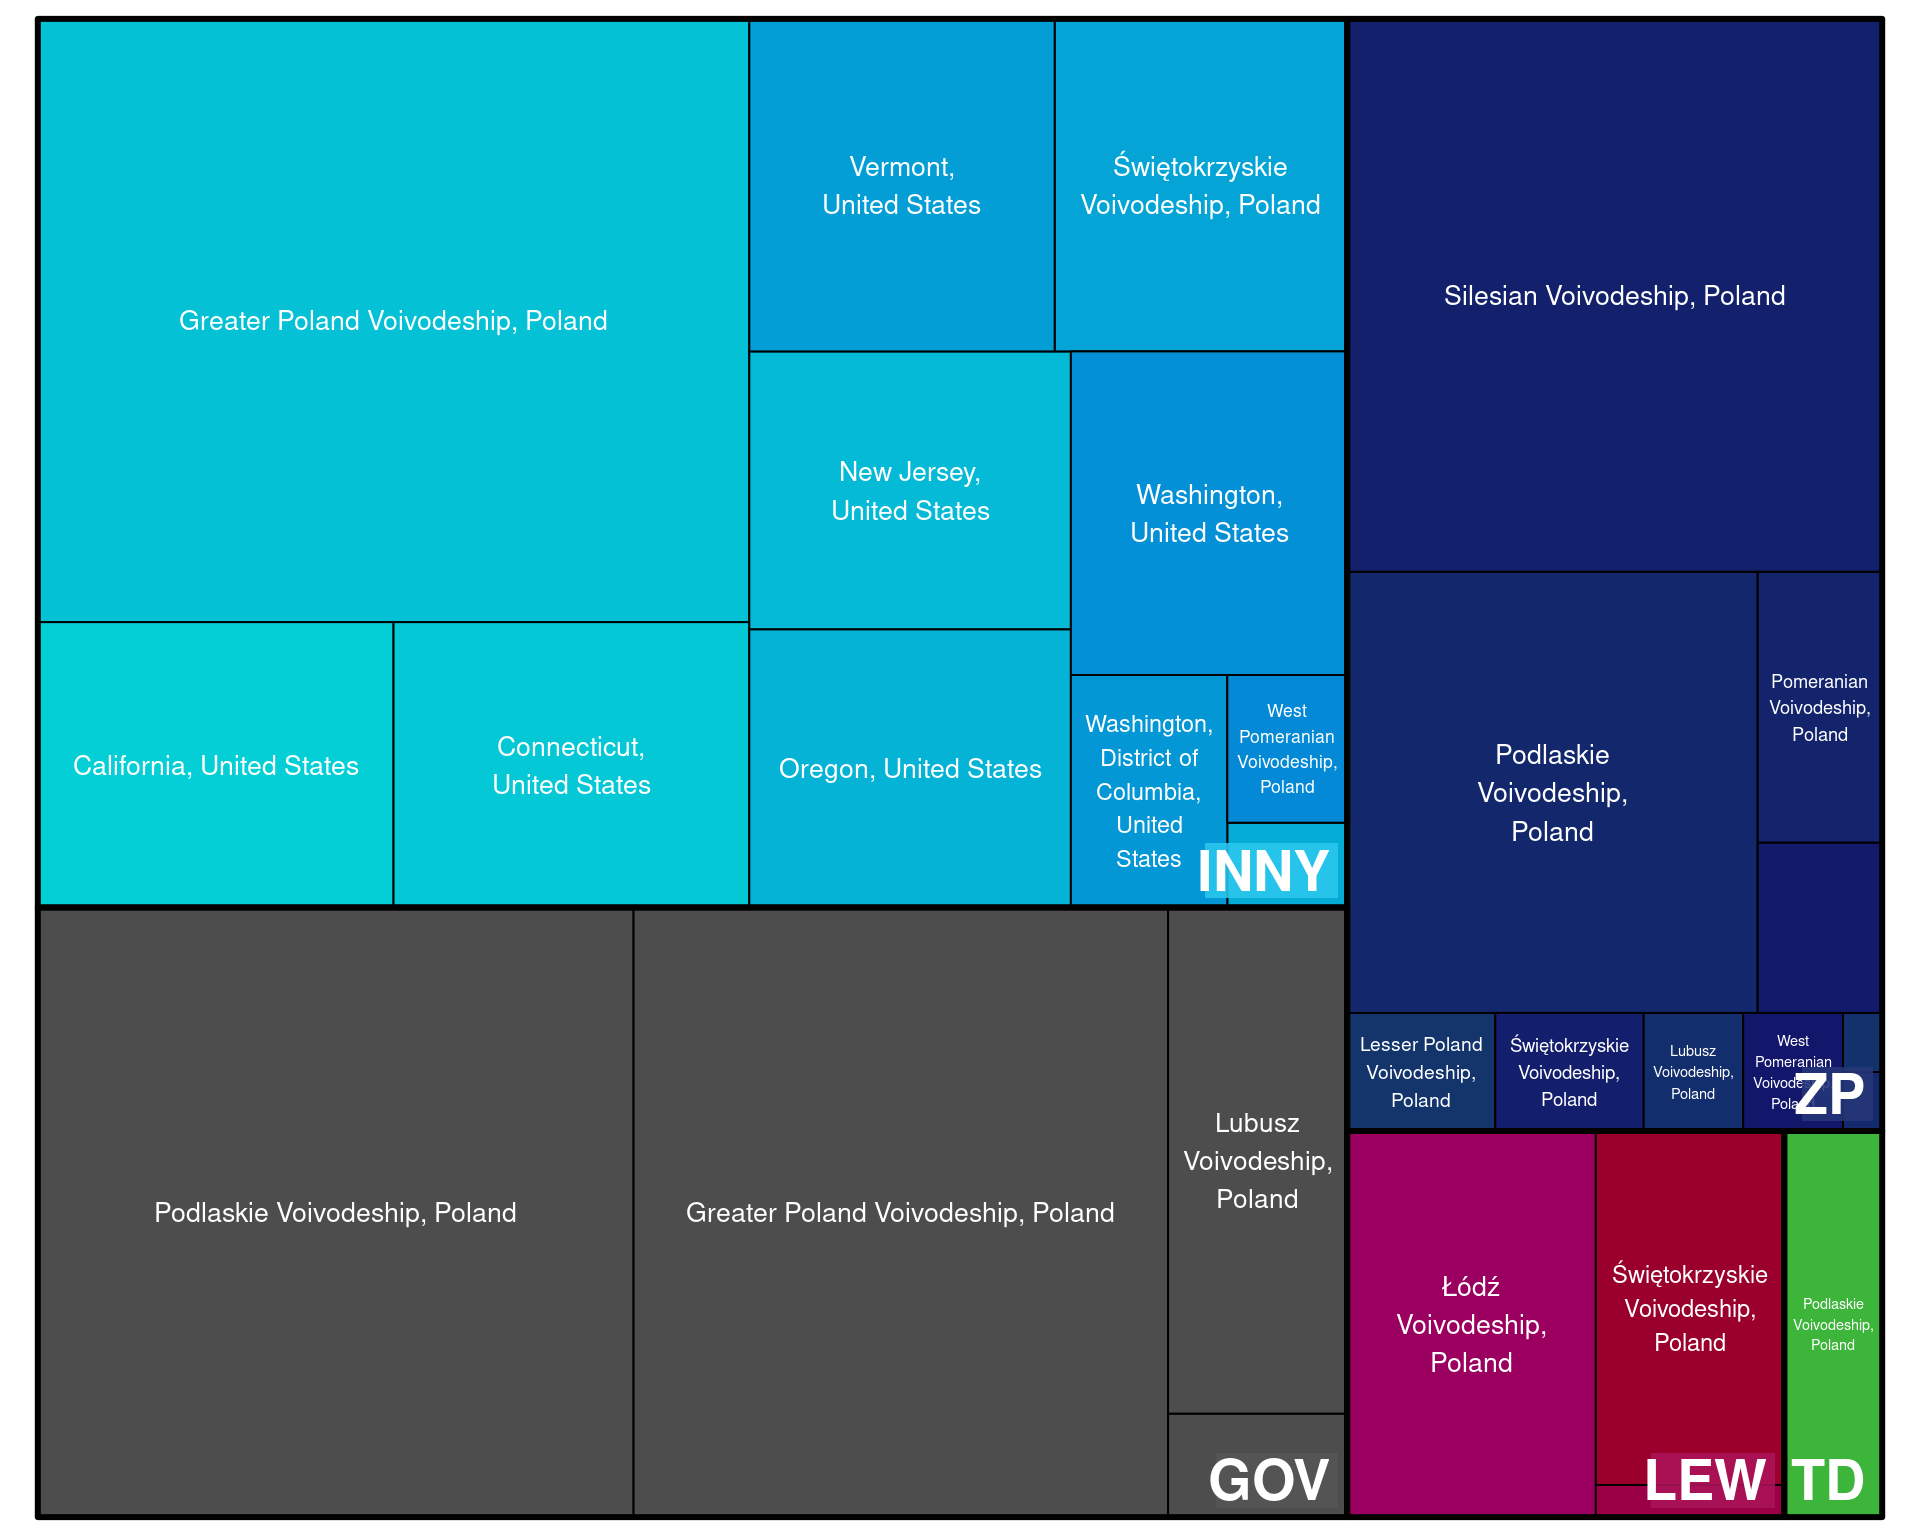 Greater Poland Voivodeship, Poland
Vermont,
United States
Świętokrzyskie
Voivodeship, Poland
New Jersey,
United States
Washington,
United States
California, United States
Connecticut,
United States
Oregon, United States
Washington,
District of
Columbia,
United
States
West
Pomeranian
Voivodeship,
Poland
INNY
Podlaskie Voivodeship, Poland
Greater Poland Voivodeship, Poland
Lubusz
Voivodeship,
Poland
GOV
Silesian Voivodeship, Poland
Podlaskie
Voivodeship,
Poland
Pomeranian
Voivodeship,
Poland
Lesser Poland
Voivodeship,
Poland
Świętokrzyskie
Voivodeship,
Poland
Lubusz
Voivodeship,
Poland
West
Pomeranian
Voivodeship,
Poland
ZP
Łódź
Voivodeship,
Poland
Świętokrzyskie
Voivodeship,
Poland
LEW
Podlaskie
Voivodeship,
Poland
TD